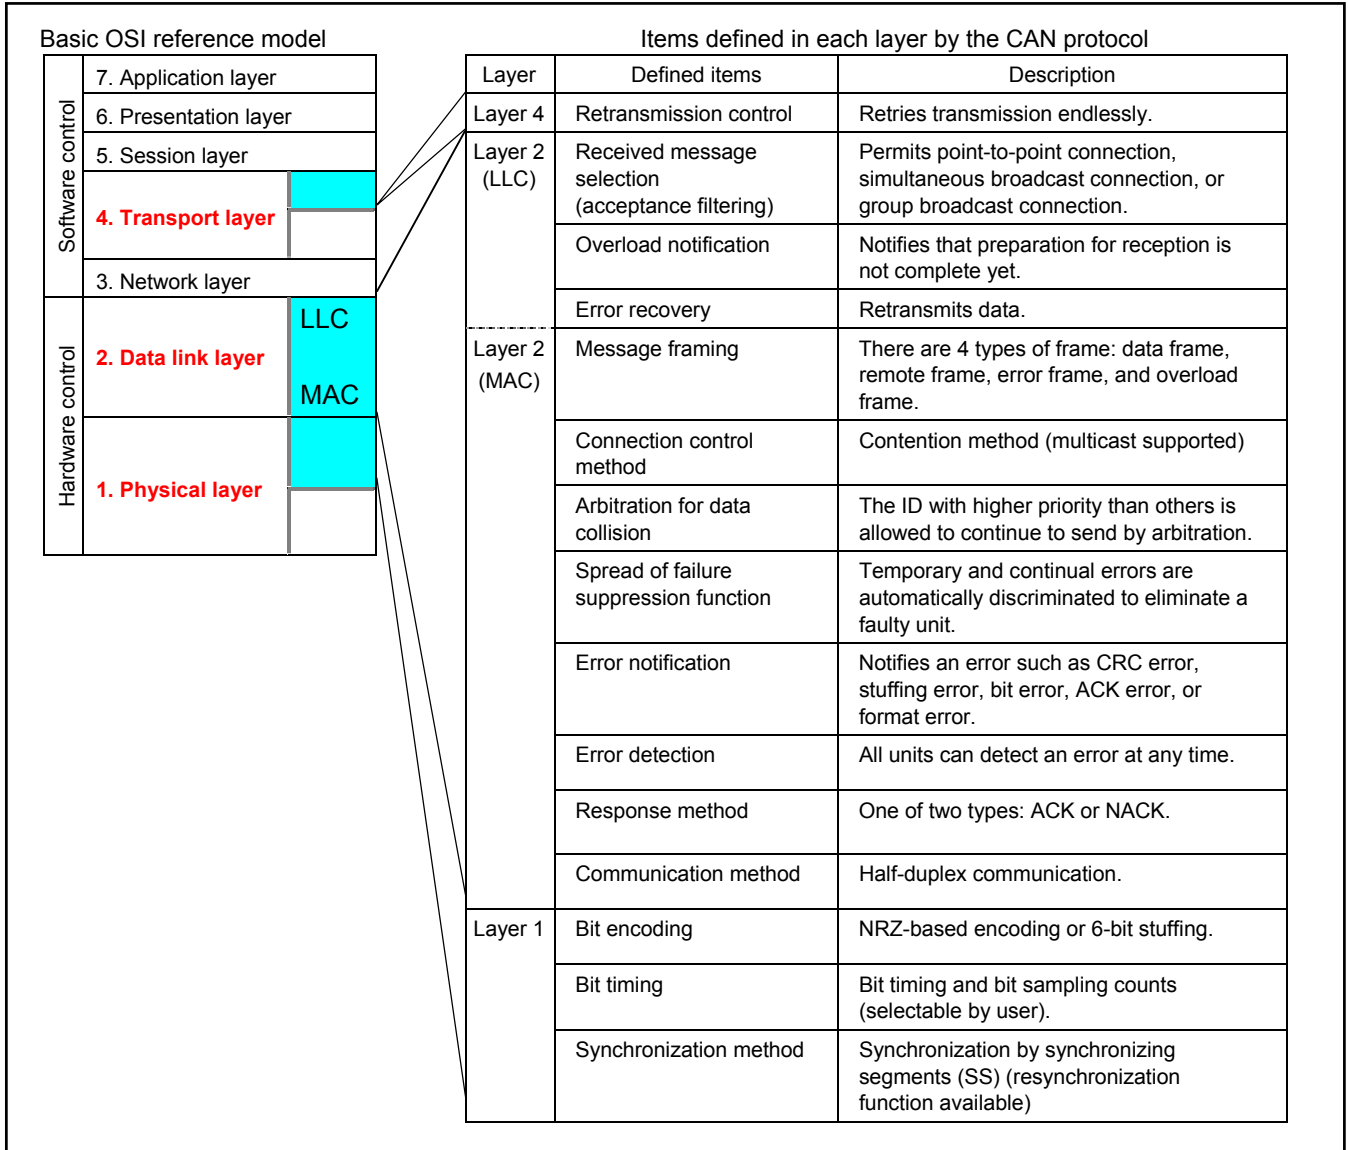 Basic OSI reference model
Software control
7. Application layer
6. Presentation layer
5. Session layer
4. Transport layer
3. Network layer
Hardware control
2. Data link layer
LLC
MAC
1. Physical layer
Items defined in each layer by the CAN protocol
Layer Defined items Description
Layer 4 Retransmission control Retries transmission endlessly.
Layer 2
(LLC)
Received message
selection
(acceptance filtering)
Permits point-to-point connection,
simultaneous broadcast connection, or
group broadcast connection.
Overload notification
Notifies that preparation for reception is
not complete yet.
Error recovery
Retransmits data.
Layer 2
(MAC)
Message framing
There are 4 types of frame: data frame,
remote frame, error frame, and overload
frame.
Connection control
method
Contention method (multicast supported)
Arbitration for data
collision
The ID with higher priority than others is
allowed to continue to send by arbitration.
Spread of failure
suppression function
Temporary and continual errors are
automatically discriminated to eliminate a
faulty unit.
Error notification
Notifies an error such as CRC error,
stuffing error, bit error, ACK error, or
format error.
Error detection
All units can detect an error at any time.
Response method
One of two types: ACK or NACK.
Communication method
Half-duplex communication.
Layer 1
Bit encoding
NRZ-based encoding or 6-bit stuffing.
Bit timing
Bit timing and bit sampling counts
(selectable by user).
Synchronization method
Synchronization by synchronizing
segments (SS) (resynchronization
function available)